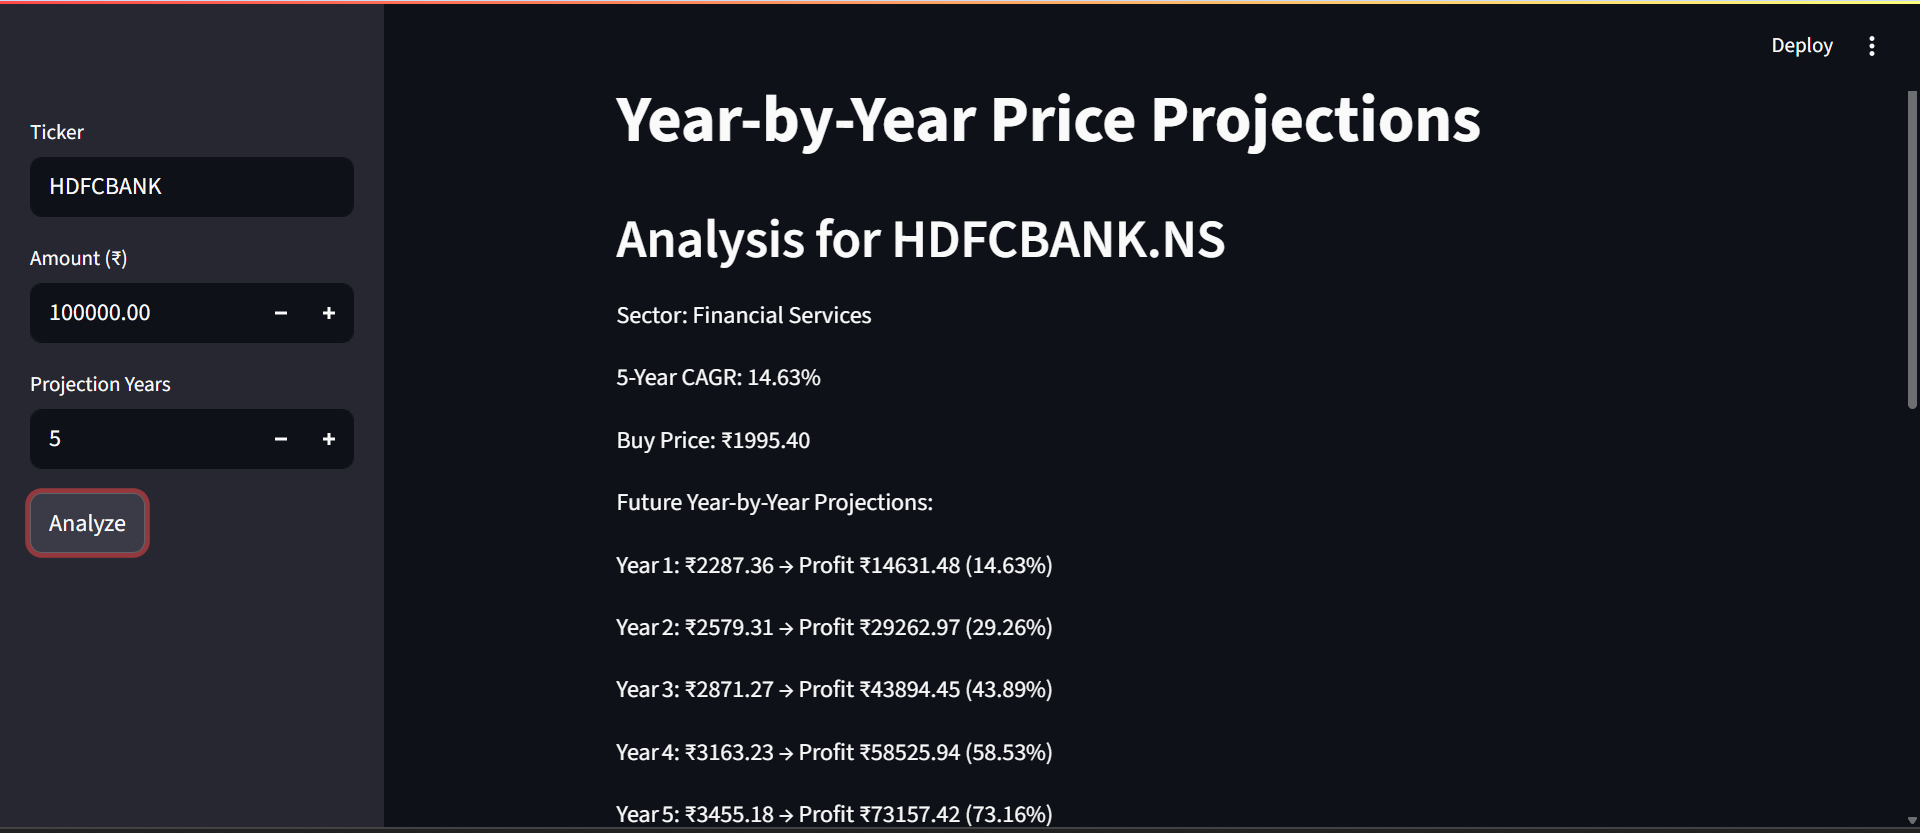 Deploy
Ticker
HDFCBANK
Amount (₹)
100000.00
Projection Years
5
Analyze
Year-by-Year Price Projections
Analysis for HDFCBANK.NS
Sector: Financial Services
5-Year CAGR: 14.63%
Buy Price: ₹1995.40
Future Year-by-Year Projections:
Year 1: ₹2287.36 → Profit ₹14631.48 (14.63%)
Year 2: ₹2579.31 → Profit ₹29262.97 (29.26%)
Year 3: ₹2871.27 → Profit ₹43894.45 (43.89%)
Year 4: ₹3163.23 → Profit ₹58525.94 (58.53%)
Year 5: ₹3455.18 → Profit ₹73157.42 (73.16%)